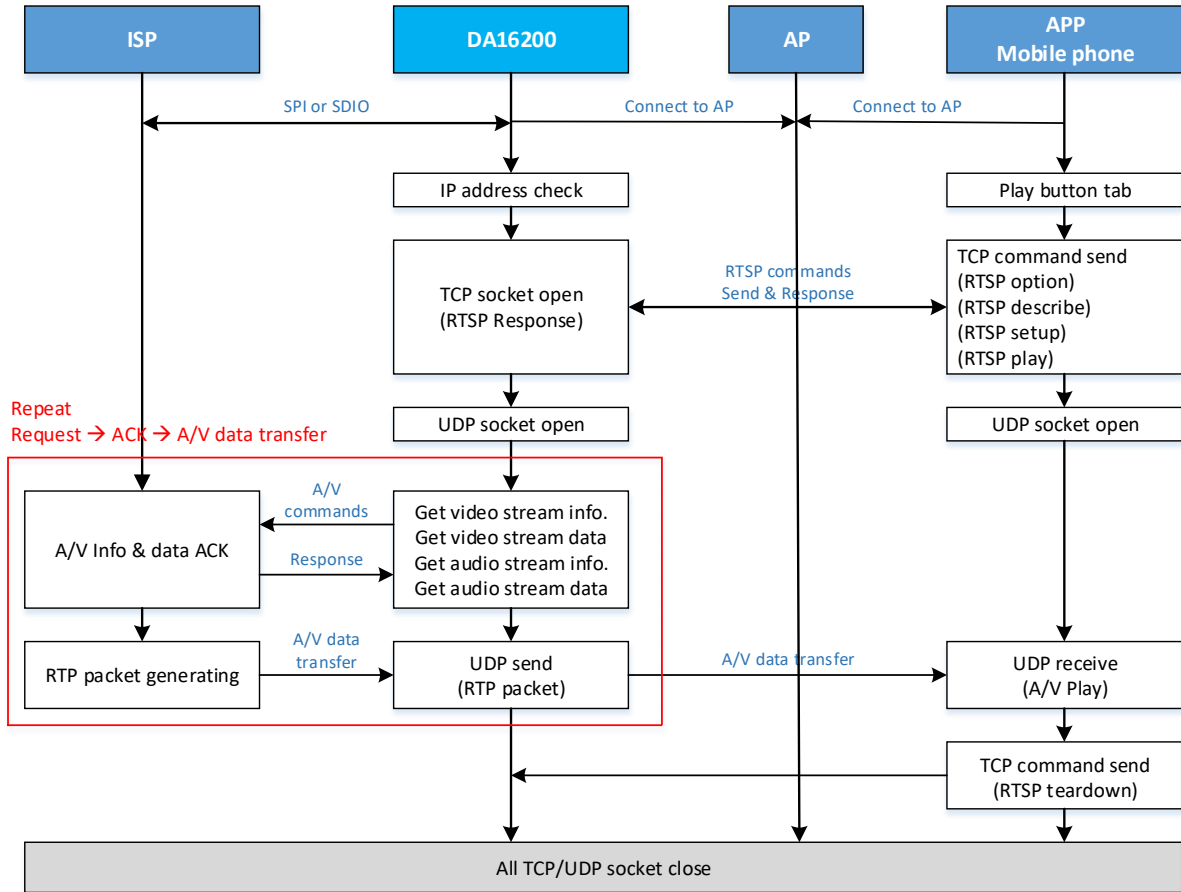 ISP
DA16200
AP
APP
Mobile phone
SPI or SDIO
Connect to AP
Connect to AP
IP address check
Play button tab
TCP socket open
(RTSP Response)
RTSP commands
Send & Response
TCP command send
(RTSP option)
(RTSP describe)
(RTSP setup)
(RTSP play)
Repeat
Request → ACK → A/V data transfer
UDP socket open
UDP socket open
A/V Info & data ACK
A/V
commands
Response
Get video stream info.
Get video stream data
Get audio stream info.
Get audio stream data
RTP packet generating
A/V data
transfer
UDP send
(RTP packet)
A/V data transfer
UDP receive
(A/V Play)
TCP command send
(RTSP teardown)
All TCP/UDP socket close